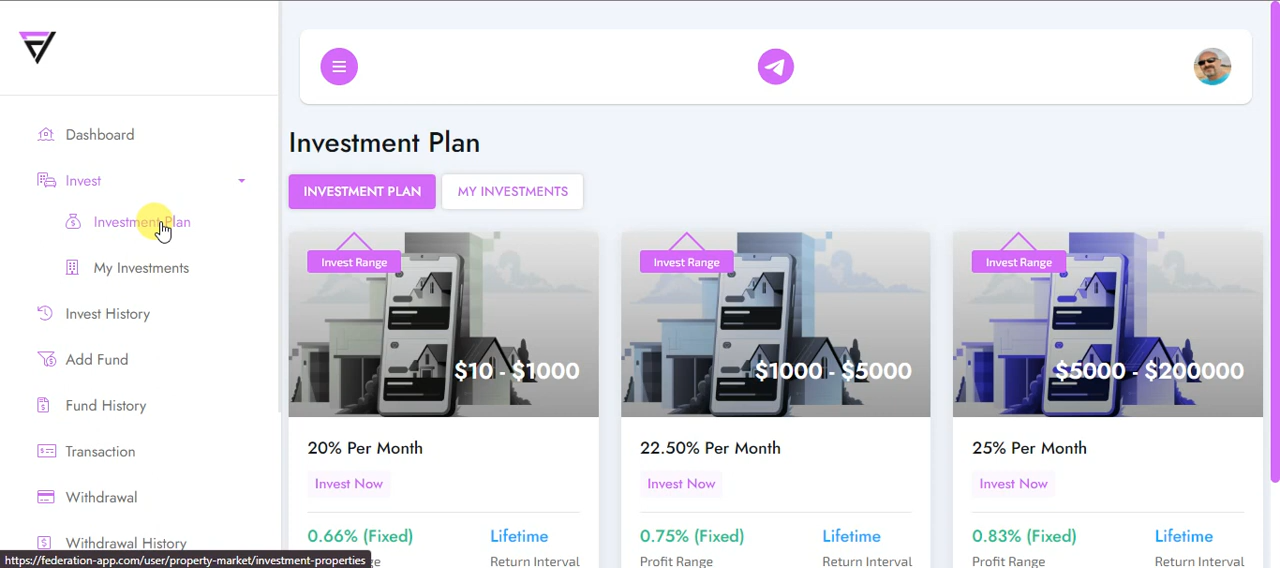 Dashboard
Invest
Investment Plan
My Investments
Invest History
Add Fund
Fund History
Transaction
Withdrawal
Withdrawal History
https://federation-app.com/user/property-market/investment-properties
Investment Plan
INVESTMENT PLAN
MY INVESTMENTS
Invest Range
$10 - $1000
20% Per Month
Invest Now
0.66% (Fixed)
Lifetime
Return Interval
Invest Range
$1000 - $5000
22.50% Per Month
Invest Now
0.75% (Fixed)
Lifetime
Profit Range
Return Interval
Invest Range
$5000 - $200000
25% Per Month
Invest Now
0.83% (Fixed)
Lifetime
Profit Range
Return Interval